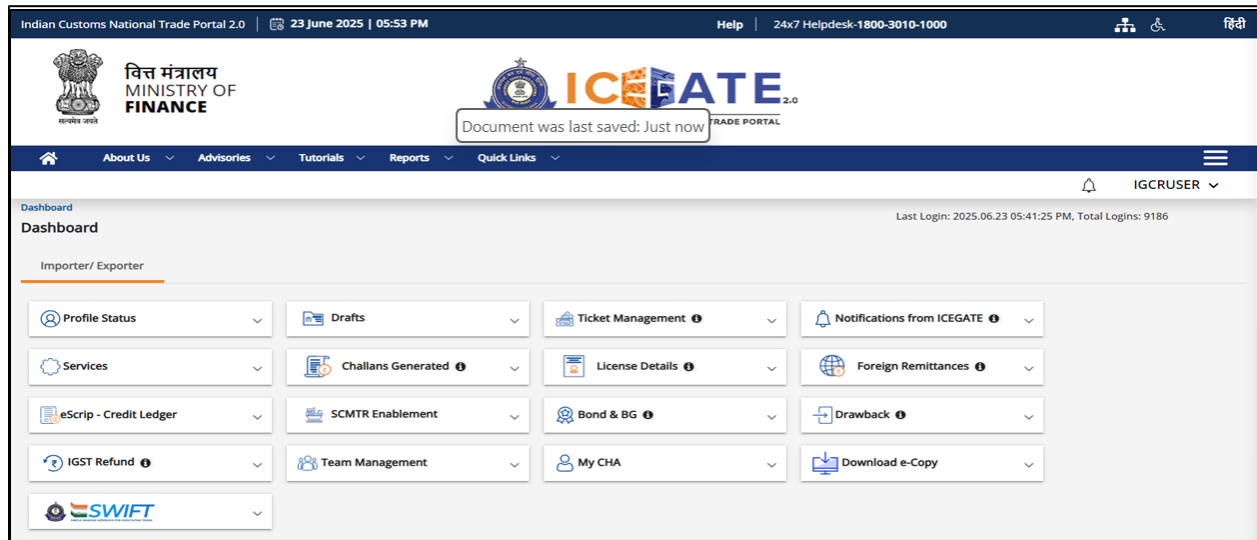 Indian Customs National Trade Portal 2.0
23 June 2025 | 05:53 PM
Help
24x7 Helpdesk-1800-3010-1000
हिंदी
सत्यमेव जयते
वित्त मंत्रालय
MINISTRY OF
FINANCE
ICEGATE 2.0
TRADE PORTAL
Document was last saved: Just now
About Us
Advisories
Tutorials
Reports
Quick Links
IGCRUSER
Dashboard
Last Login: 2025.06.23 05:41:25 PM, Total Logins: 9186
Dashboard
Importer/ Exporter
Profile Status
Drafts
Ticket Management
Notifications from ICEGATE
Services
Challans Generated
License Details
Foreign Remittances
eScrip - Credit Ledger
SCMTR Enablement
Bond & BG
Drawback
IGST Refund
Team Management
My CHA
Download e-Copy
SWIFT